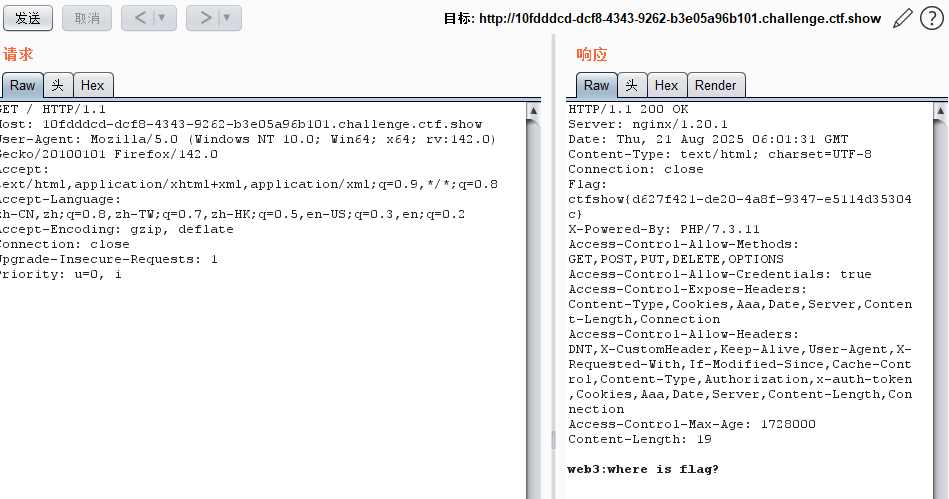 发送 取消 < > 目标: http://10fdddcd-dcf8-4343-9262-b3e05a96b101.challenge.ctf.show ?
请求
Raw 头 Hex
GET / HTTP/1.1
Host: 10fdddcd-dcf8-4343-9262-b3e05a96b101.challenge.ctf.show
User-Agent: Mozilla/5.0 (Windows NT 10.0; Win64; x64; rv:142.0)
Gecko/20100101 Firefox/142.0
Accept:
text/html,application/xhtml+xml,application/xml;q=0.9,*/*;q=0.8
Accept-Language:
zh-CN,zh;q=0.8,zh-TW;q=0.7,zh-HK;q=0.5,en-US;q=0.3,en;q=0.2
Accept-Encoding: gzip, deflate
Connection: close
Upgrade-Insecure-Requests: 1
Priority: u=0, i
响应
Raw 头 Hex Render
HTTP/1.1 200 OK
Server: nginx/1.20.1
Date: Thu, 21 Aug 2025 06:01:31 GMT
Content-Type: text/html; charset=UTF-8
Connection: close
Flag:
ctfshow{d627f421-de20-4a8f-9347-e5114d35304
c}
X-Powered-By: PHP/7.3.11
Access-Control-Allow-Methods:
GET,POST,PUT,DELETE,OPTIONS
Access-Control-Allow-Credentials: true
Access-Control-Expose-Headers:
Content-Type,Cookies,Aaa,Date,Server,Conten
t-Length,Connection
Access-Control-Allow-Headers:
DNT,X-CustomHeader,Keep-Alive,User-Agent,X-
Requested-With,If-Modified-Since,Cache-Cont
rol,Content-Type,Authorization,x-auth-token
,Cookies,Aaa,Date,Server,Content-Length,Con
nection
Access-Control-Max-Age: 1728000
Content-Length: 19
web3:where is flag?